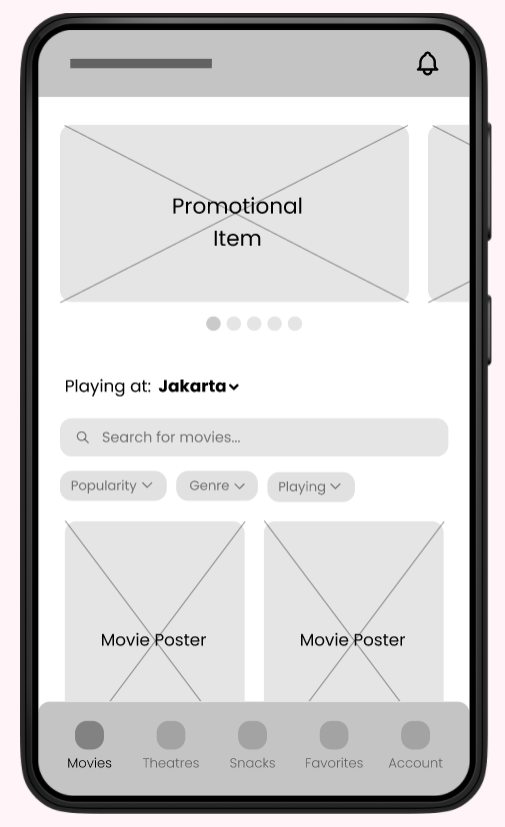 Promotional
Item
Playing at: Jakarta
Search for movies...
Popularity Genre Playing
Movie Poster Movie Poster
Movies Theatres Snacks Favorites Account